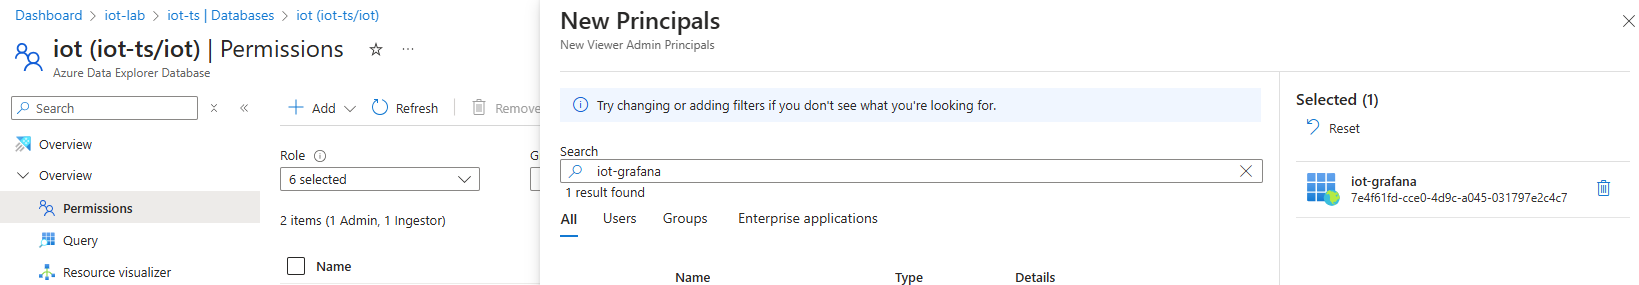 Dashboard > iot-lab > iot-ts | Databases > iot (iot-ts/iot)
iot (iot-ts/iot) | Permissions
Azure Data Explorer Database
Search
Overview
Overview
Permissions
Query
Resource visualizer
Add
Refresh
Remove
Role
G
6 selected
2 items (1 Admin, 1 Ingestor)
Name
New Principals
New Viewer Admin Principals
Try changing or adding filters if you don't see what you're looking for.
Search
iot-grafana
1 result found
All Users Groups Enterprise applications
Name Type Details
Selected (1)
Reset
iot-grafana
7e4f61fd-cce0-4d9c-a045-031797e2c4c7